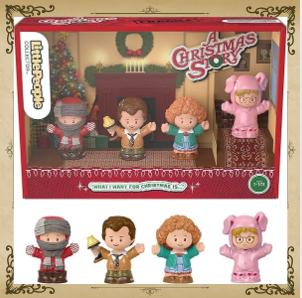 Little People
COLLECTOR
A
CHRISTMAS
STORY
"WHAT I WANT FOR CHRISTMAS IS..."